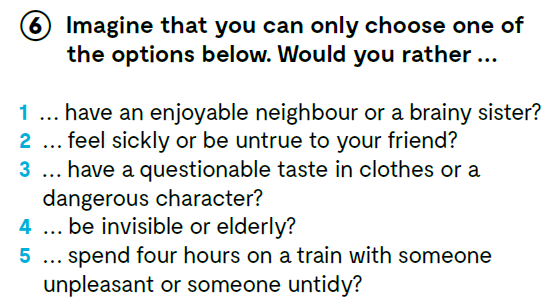 6 Imagine that you can only choose one of
the options below. Would you rather ...
1 ... have an enjoyable neighbour or a brainy sister?
2 ... feel sickly or be untrue to your friend?
3 ... have a questionable taste in clothes or a
dangerous character?
4 ... be invisible or elderly?
5 ... spend four hours on a train with someone
unpleasant or someone untidy?